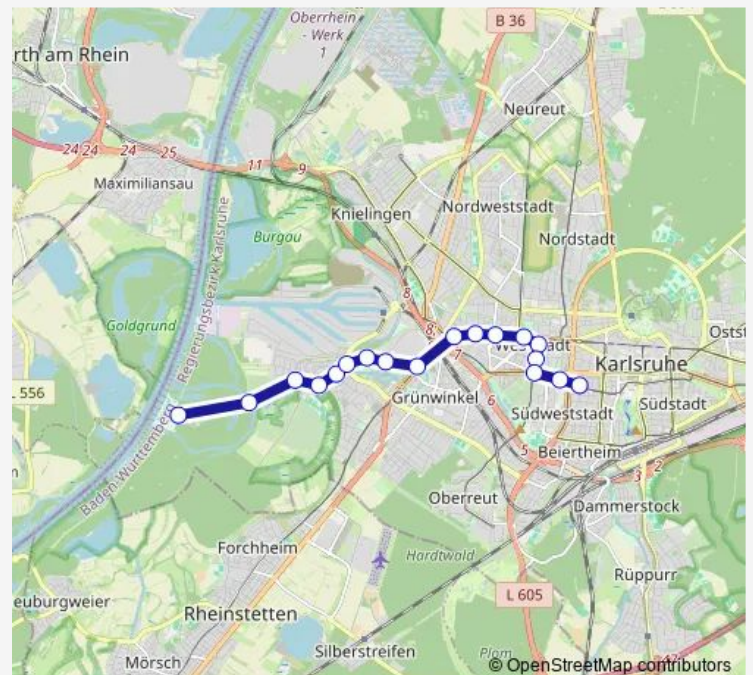 Oberrhein
- Werk
1
B 36
rth am Rhein
Neureut
24 24 24 25
11
9
Maximiliansau
Knielingen
Nordweststadt
Regierungsbezirk Karlsruhe
Burgau
Nordstadt
8
Goldgrund
8
7
Weststadt
Oststa
Karlsruhe
L 556
Grünwinkel
6
Südstadt
Südweststadt
Baden-Württemberg
5
Beiertheim
2
3
Oberreut
Dammerstock
Forchheim
Hardtwald
Rüppurr
L 605
euburgweier
Rheinstetten
Silberstreifen
Mörsch
© OpenStreetMap contributors